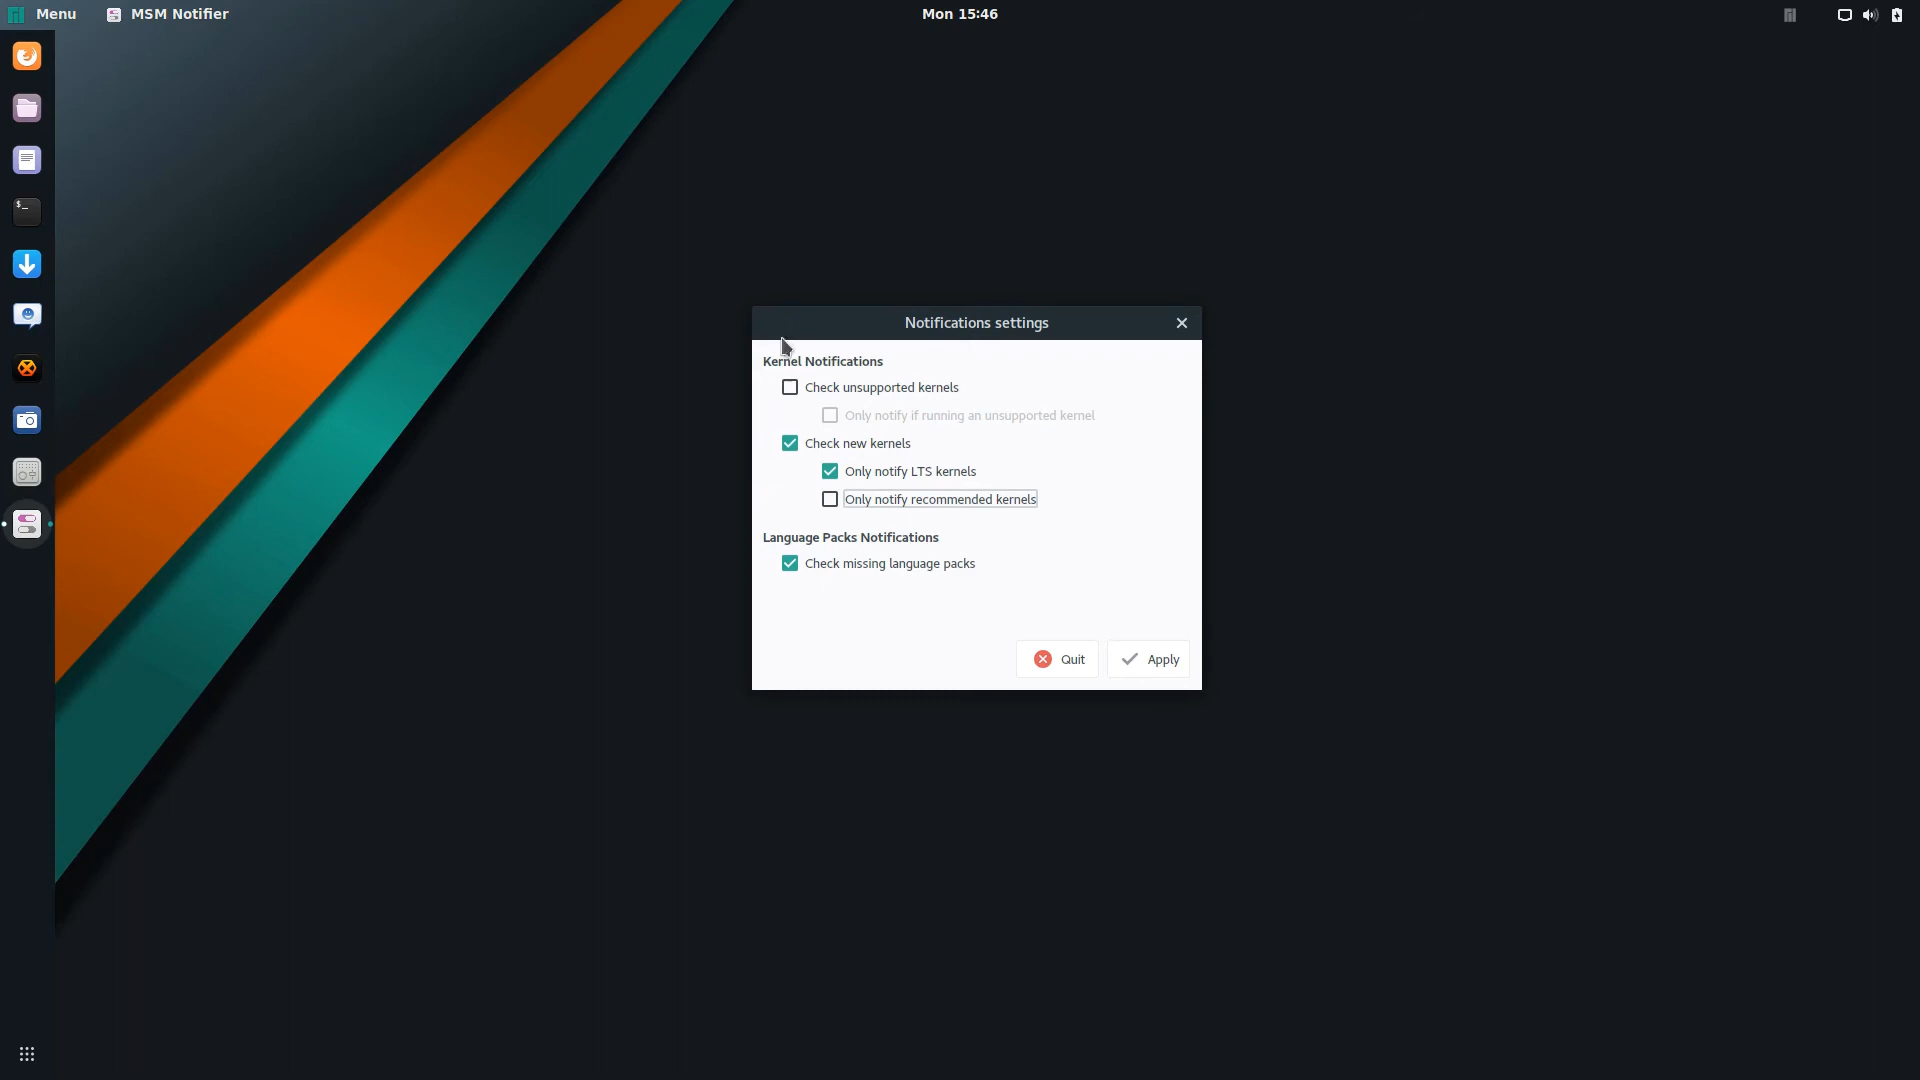 Menu MSM Notifier Mon 15:46
$_
Notifications settings
Kernel Notifications
Check unsupported kernels
Only notify if running an unsupported kernel
Check new kernels
Only notify LTS kernels
Only notify recommended kernels
Language Packs Notifications
Check missing language packs
Quit Apply